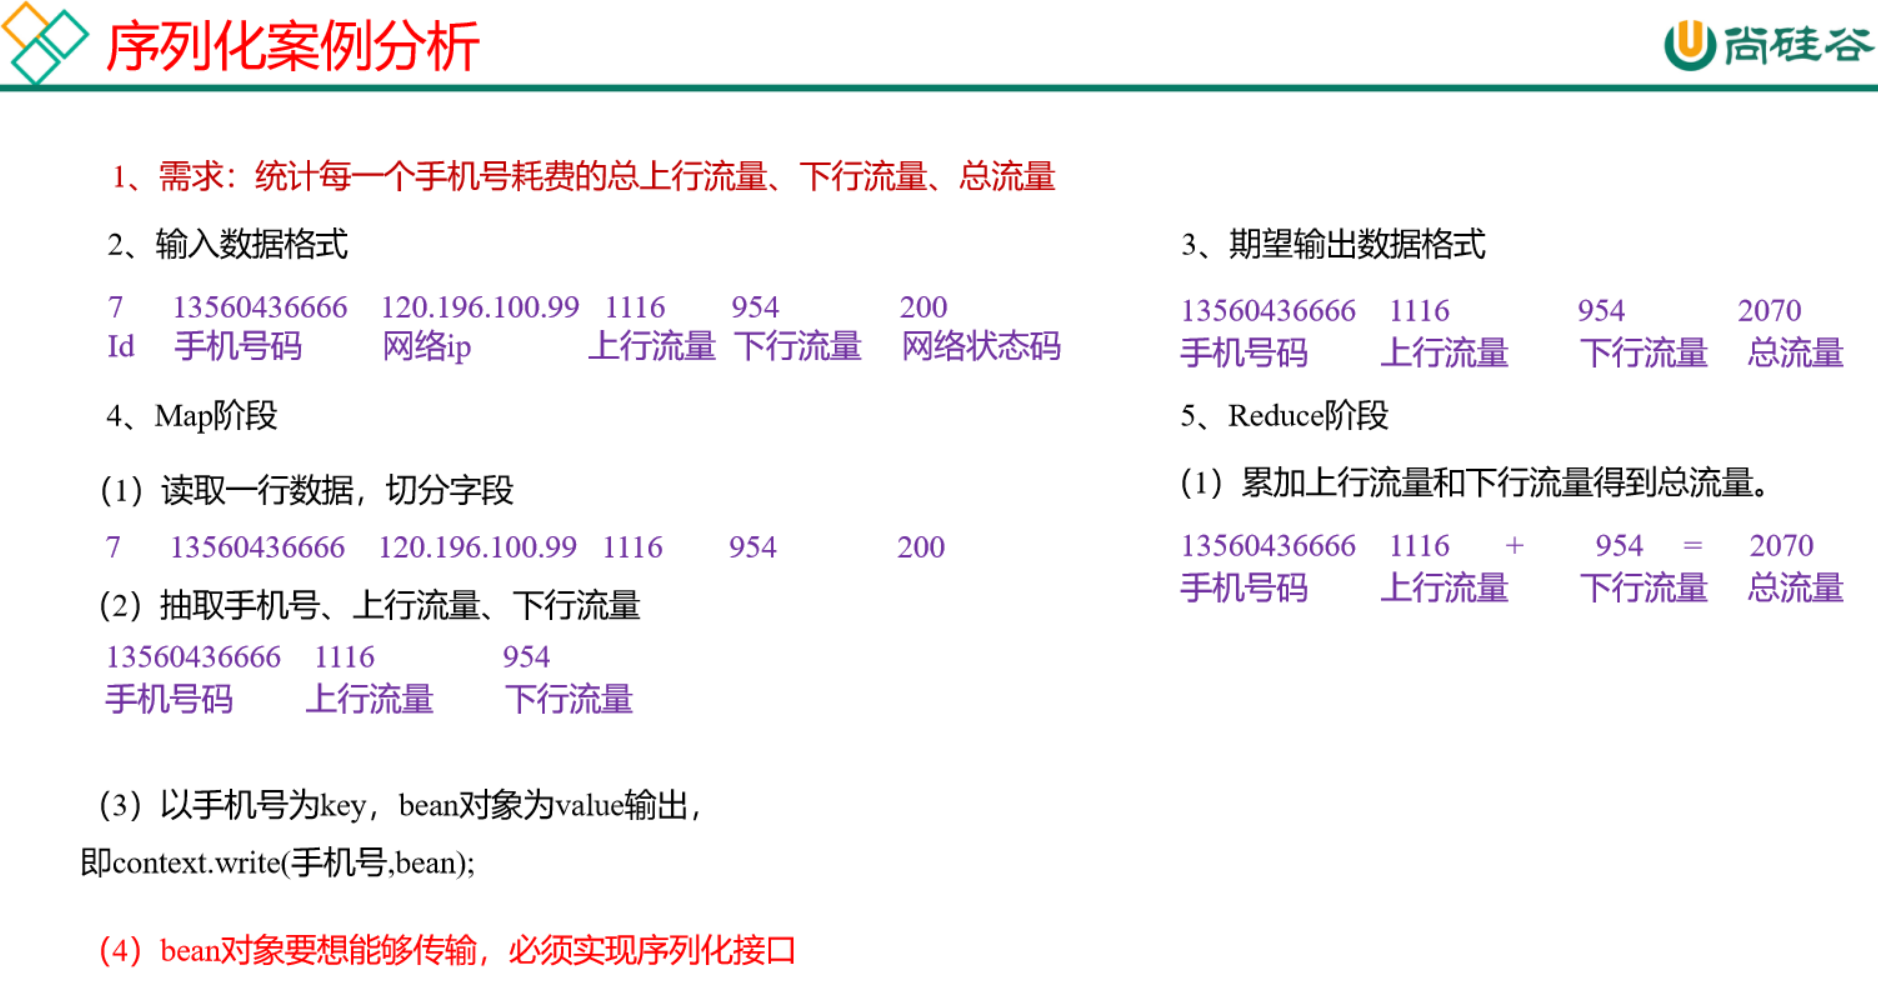 序列化案例分析
尚硅谷
1、需求：统计每一个手机号耗费的总上行流量、下行流量、总流量
2、输入数据格式
7 13560436666 120.196.100.99 1116 954 200
Id 手机号码 网络ip 上行流量 下行流量 网络状态码
3、期望输出数据格式
13560436666 1116 954 2070
手机号码 上行流量 下行流量 总流量
4、Map阶段
（1）读取一行数据，切分字段
7 13560436666 120.196.100.99 1116 954 200
（2）抽取手机号、上行流量、下行流量
13560436666 1116 954
手机号码 上行流量 下行流量
（3）以手机号为key，bean对象为value输出，
即context.write(手机号,bean);
（4）bean对象要想能够传输，必须实现序列化接口
5、Reduce阶段
（1）累加上行流量和下行流量得到总流量。
13560436666 1116 + 954 = 2070
手机号码 上行流量 下行流量 总流量